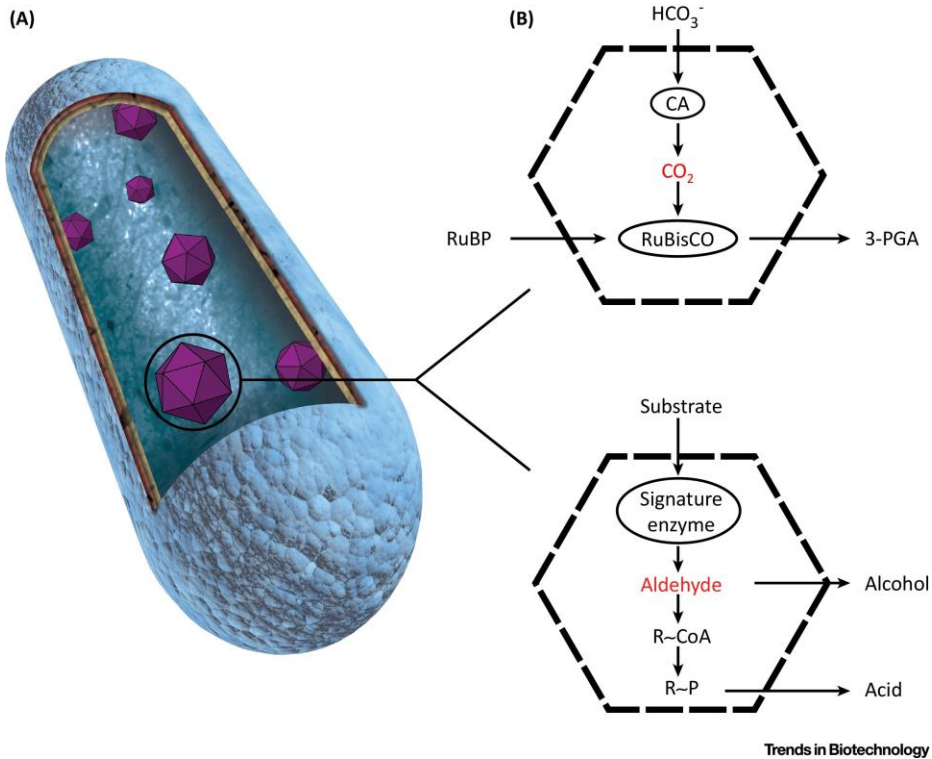 (A)
(B)
HCO₃⁻
CA
CO₂
RuBP
RuBisCO
3-PGA
Substrate
Signature
enzyme
Aldehyde
Alcohol
R~CoA
R~P
Acid
Trends in Biotechnology